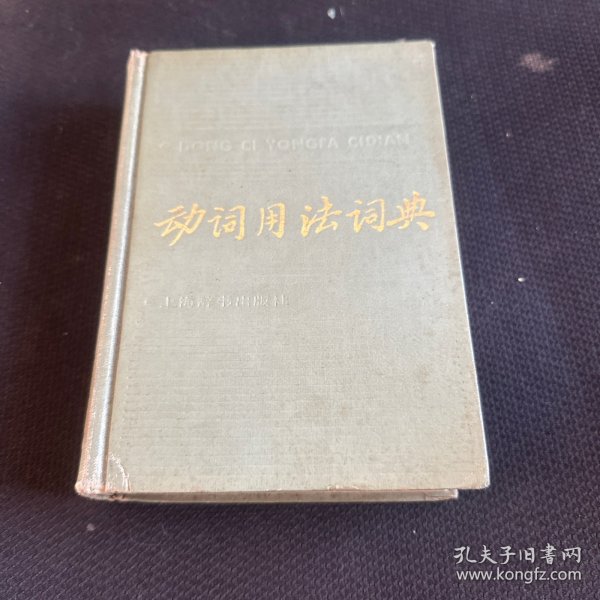 DONG CI YONGFA CIDIAN
动词用法词典
上海辞书出版社
孔夫子旧书网
www.kongfz.com